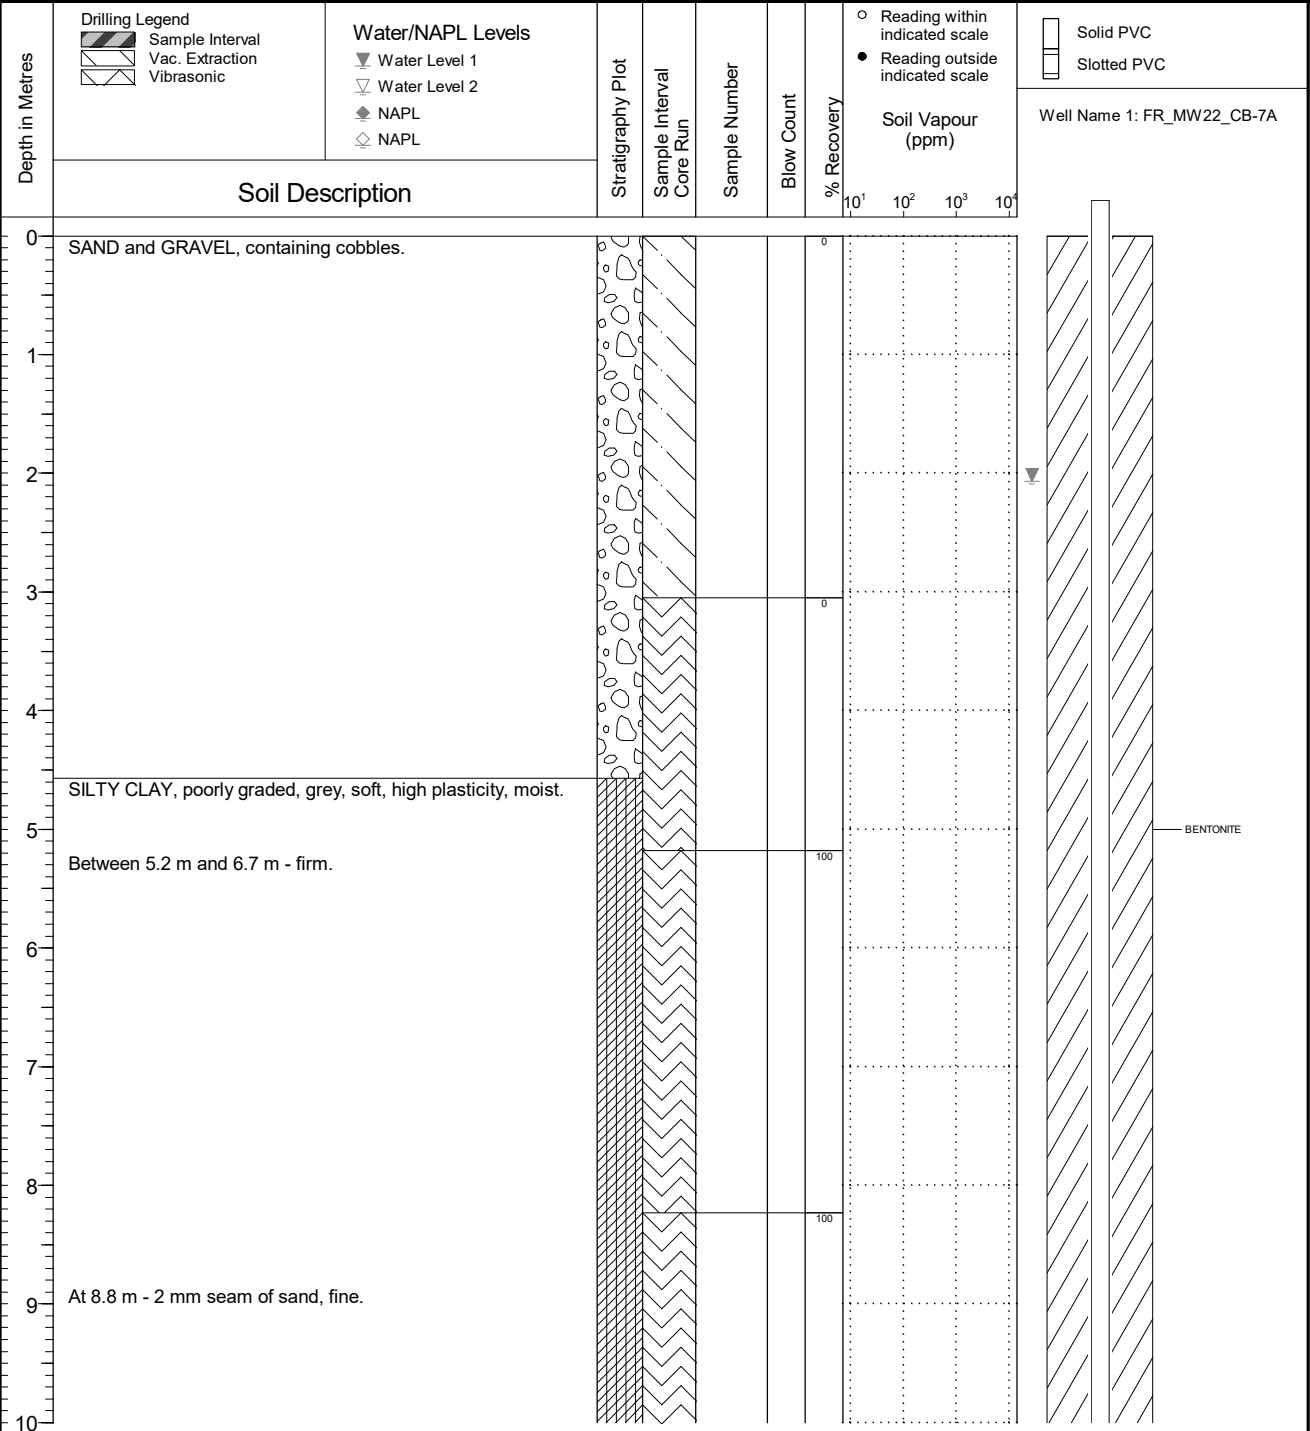 Drilling Legend
Sample Interval
Vac. Extraction
Vibrasonic
Water/NAPL Levels
Water Level 1
Water Level 2
NAPL
NAPL
Depth in Metres
Soil Description
Stratigraphy Plot
Sample Interval
Core Run
Sample Number
Blow Count
% Recovery
Reading within
indicated scale
Reading outside
indicated scale
Soil Vapour
(ppm)
10¹ 10² 10³ 10⁴
Solid PVC
Slotted PVC
Well Name 1: FR_MW22_CB-7A
0
SAND and GRAVEL, containing cobbles.
0
1
2
3
0
4
SILTY CLAY, poorly graded, grey, soft, high plasticity, moist.
5
BENTONITE
100
Between 5.2 m and 6.7 m - firm.
6
7
8
100
At 8.8 m - 2 mm seam of sand, fine.
9
10